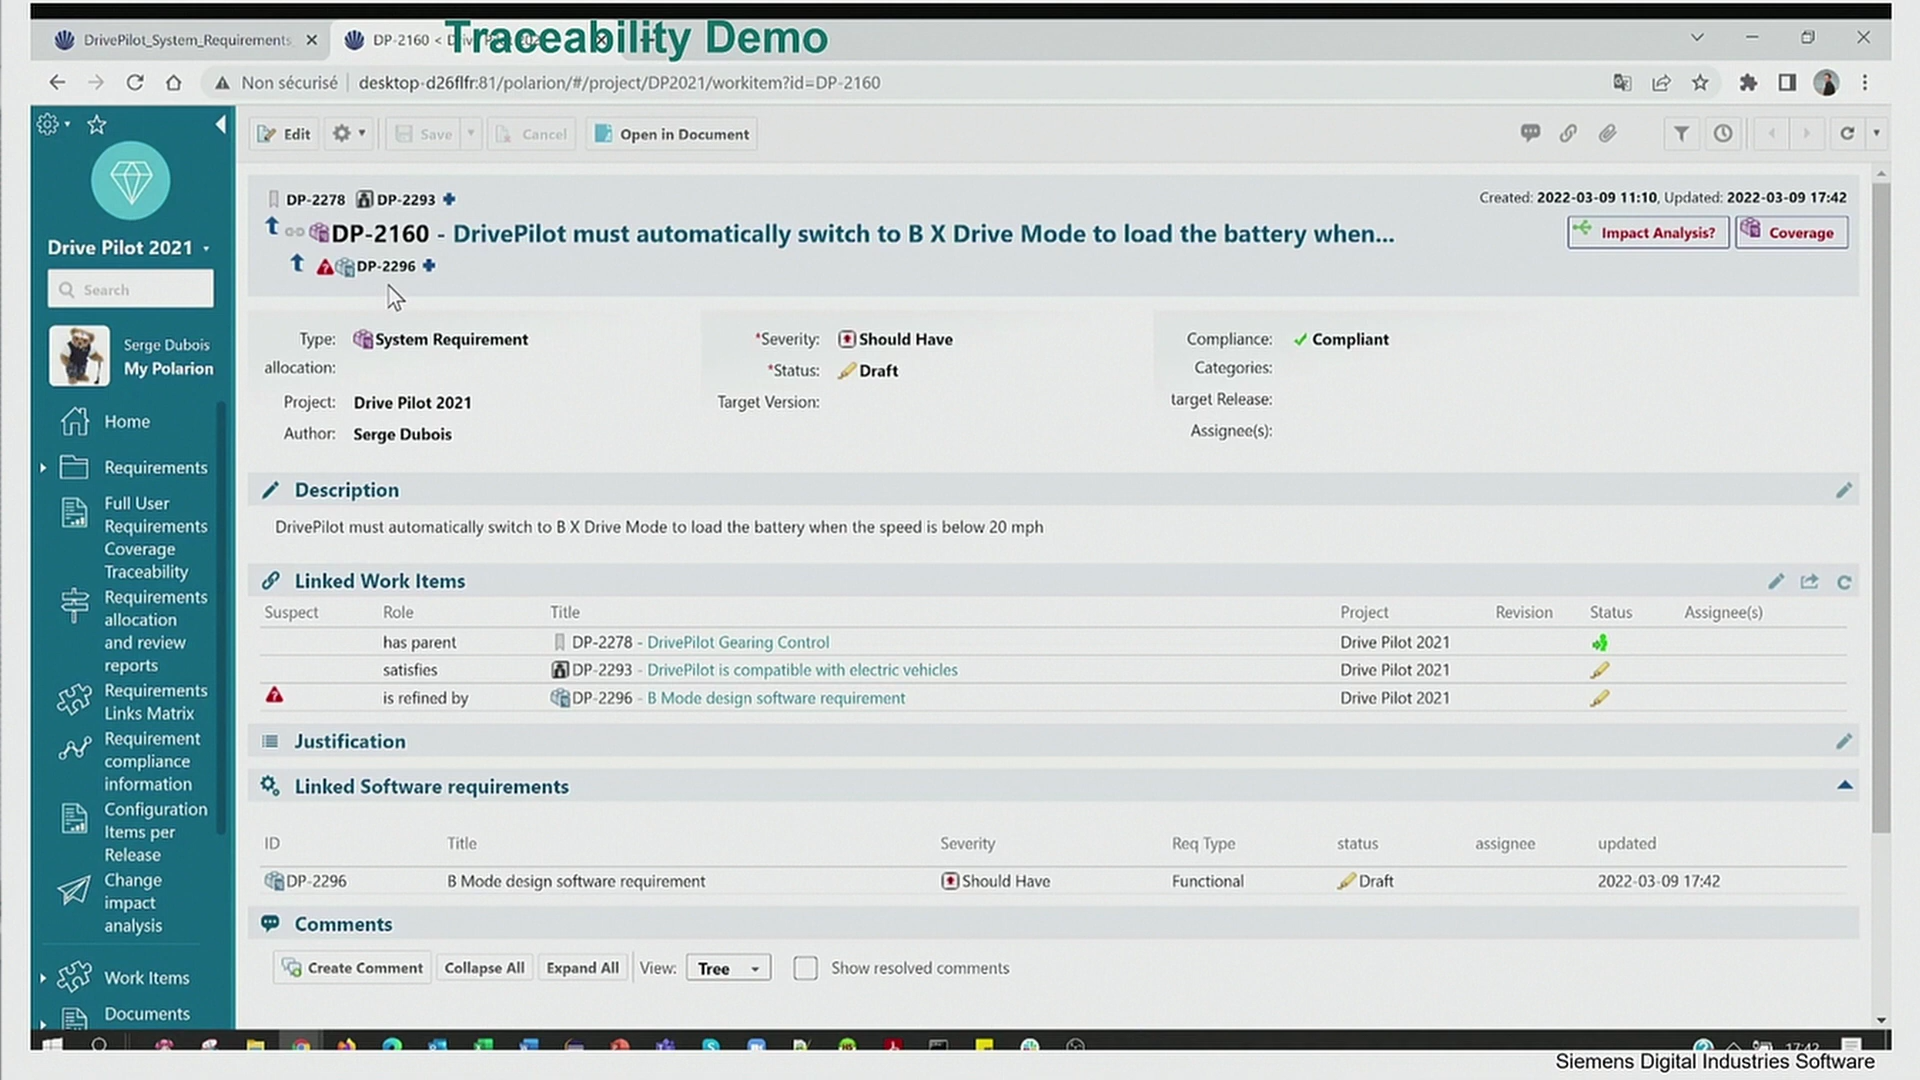 Traceability Demo
DrivePilot_System_Requirements
DP-2160 <
Non sécurisé desktop-d26flfr:81/polarion/#/project/DP2021/workitem?id=DP-2160
Edit Save Cancel Open in Document
DP-2278 DP-2293
Created: 2022-03-09 11:10, Updated: 2022-03-09 17:42
DP-2160 - DrivePilot must automatically switch to B X Drive Mode to load the battery when...
Impact Analysis? Coverage
DP-2296
Drive Pilot 2021
Search
Serge Dubois
My Polarion
Home
Requirements
Full User
Requirements
Coverage
Traceability
Requirements
allocation
and review
reports
Requirements
Links Matrix
Requirement
compliance
information
Configuration
Items per
Release
Change
impact
analysis
Work Items
Documents
Type: System Requirement *Severity: Should Have Compliance: Compliant
allocation: *Status: Draft Categories:
Project: Drive Pilot 2021 Target Version: target Release:
Author: Serge Dubois Assignee(s):
Description
DrivePilot must automatically switch to B X Drive Mode to load the battery when the speed is below 20 mph
Linked Work Items
Suspect Role Title Project Revision Status Assignee(s)
has parent DP-2278 - DrivePilot Gearing Control Drive Pilot 2021
satisfies DP-2293 - DrivePilot is compatible with electric vehicles Drive Pilot 2021
is refined by DP-2296 - B Mode design software requirement Drive Pilot 2021
Justification
Linked Software requirements
ID Title Severity Req Type status assignee updated
DP-2296 B Mode design software requirement Should Have Functional Draft 2022-03-09 17:42
Comments
Create Comment Collapse All Expand All View: Tree Show resolved comments
17:42
Siemens Digital Industries Software